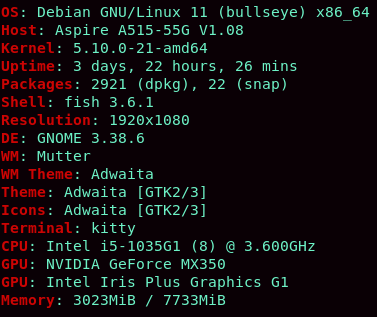 OS: Debian GNU/Linux 11 (bullseye) x86_64
Host: Aspire A515-55G V1.08
Kernel: 5.10.0-21-amd64
Uptime: 3 days, 22 hours, 26 mins
Packages: 2921 (dpkg), 22 (snap)
Shell: fish 3.6.1
Resolution: 1920x1080
DE: GNOME 3.38.6
WM: Mutter
WM Theme: Adwaita
Theme: Adwaita [GTK2/3]
Icons: Adwaita [GTK2/3]
Terminal: kitty
CPU: Intel i5-1035G1 (8) @ 3.600GHz
GPU: NVIDIA GeForce MX350
GPU: Intel Iris Plus Graphics G1
Memory: 3023MiB / 7733MiB